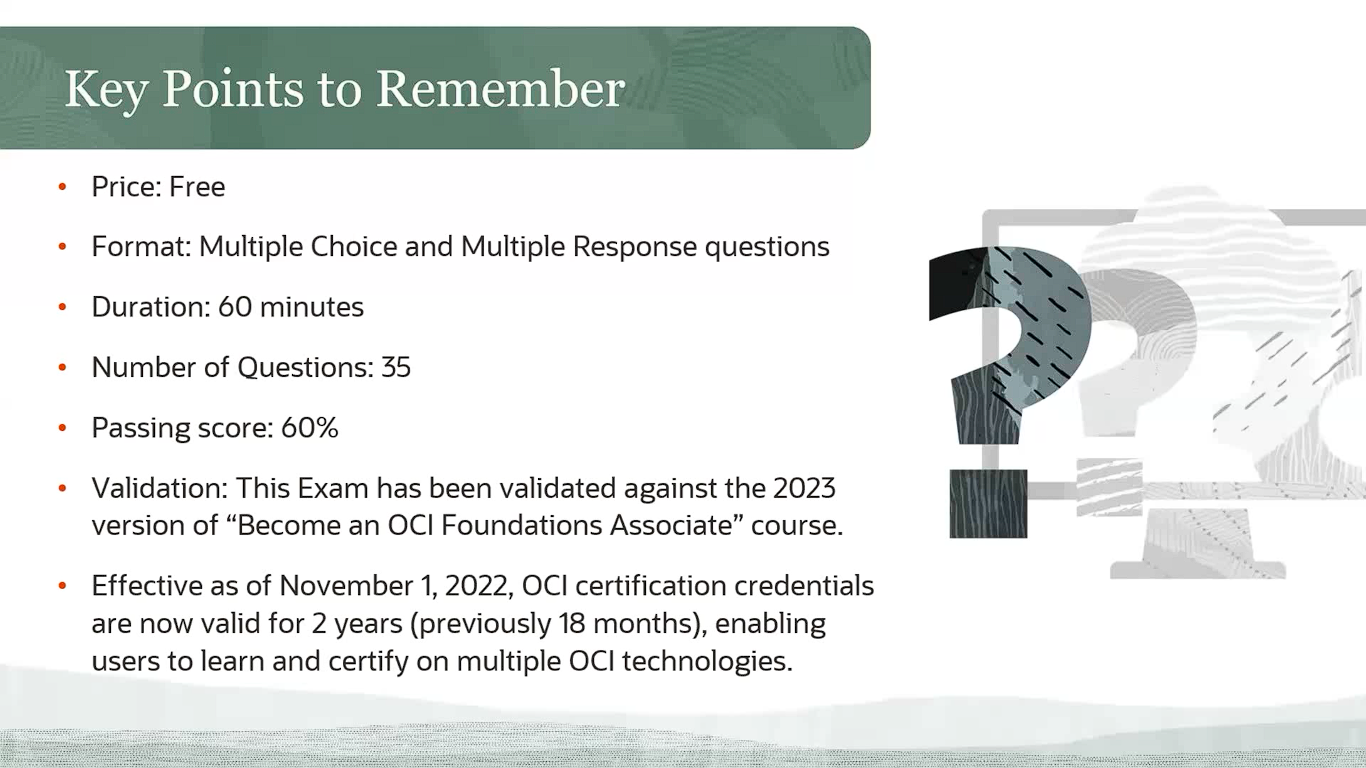 Key Points to Remember
• Price: Free
• Format: Multiple Choice and Multiple Response questions
• Duration: 60 minutes
• Number of Questions: 35
• Passing score: 60%
• Validation: This Exam has been validated against the 2023
version of “Become an OCI Foundations Associate” course.
• Effective as of November 1, 2022, OCI certification credentials
are now valid for 2 years (previously 18 months), enabling
users to learn and certify on multiple OCI technologies.